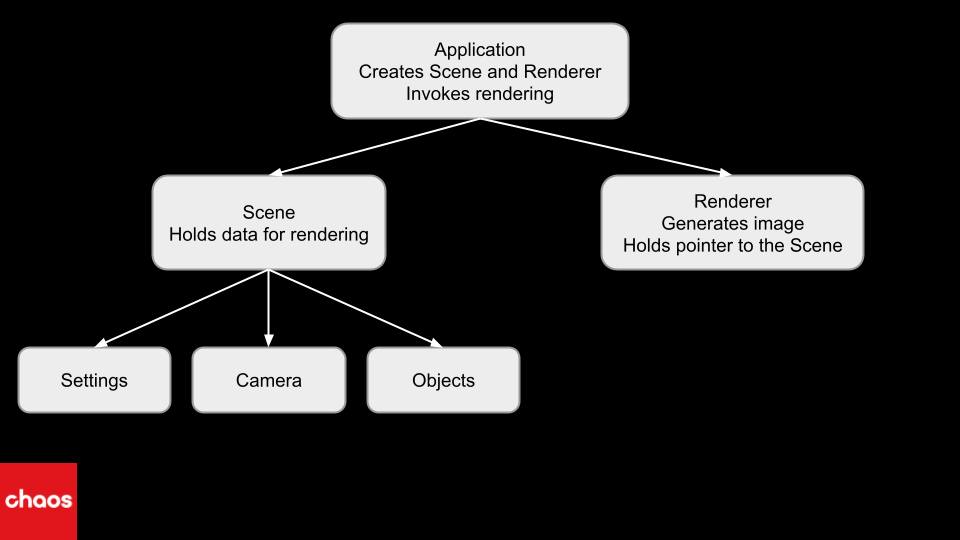 Application
Creates Scene and Renderer
Invokes rendering
Scene
Holds data for rendering
Renderer
Generates image
Holds pointer to the Scene
Settings
Camera
Objects
chaos